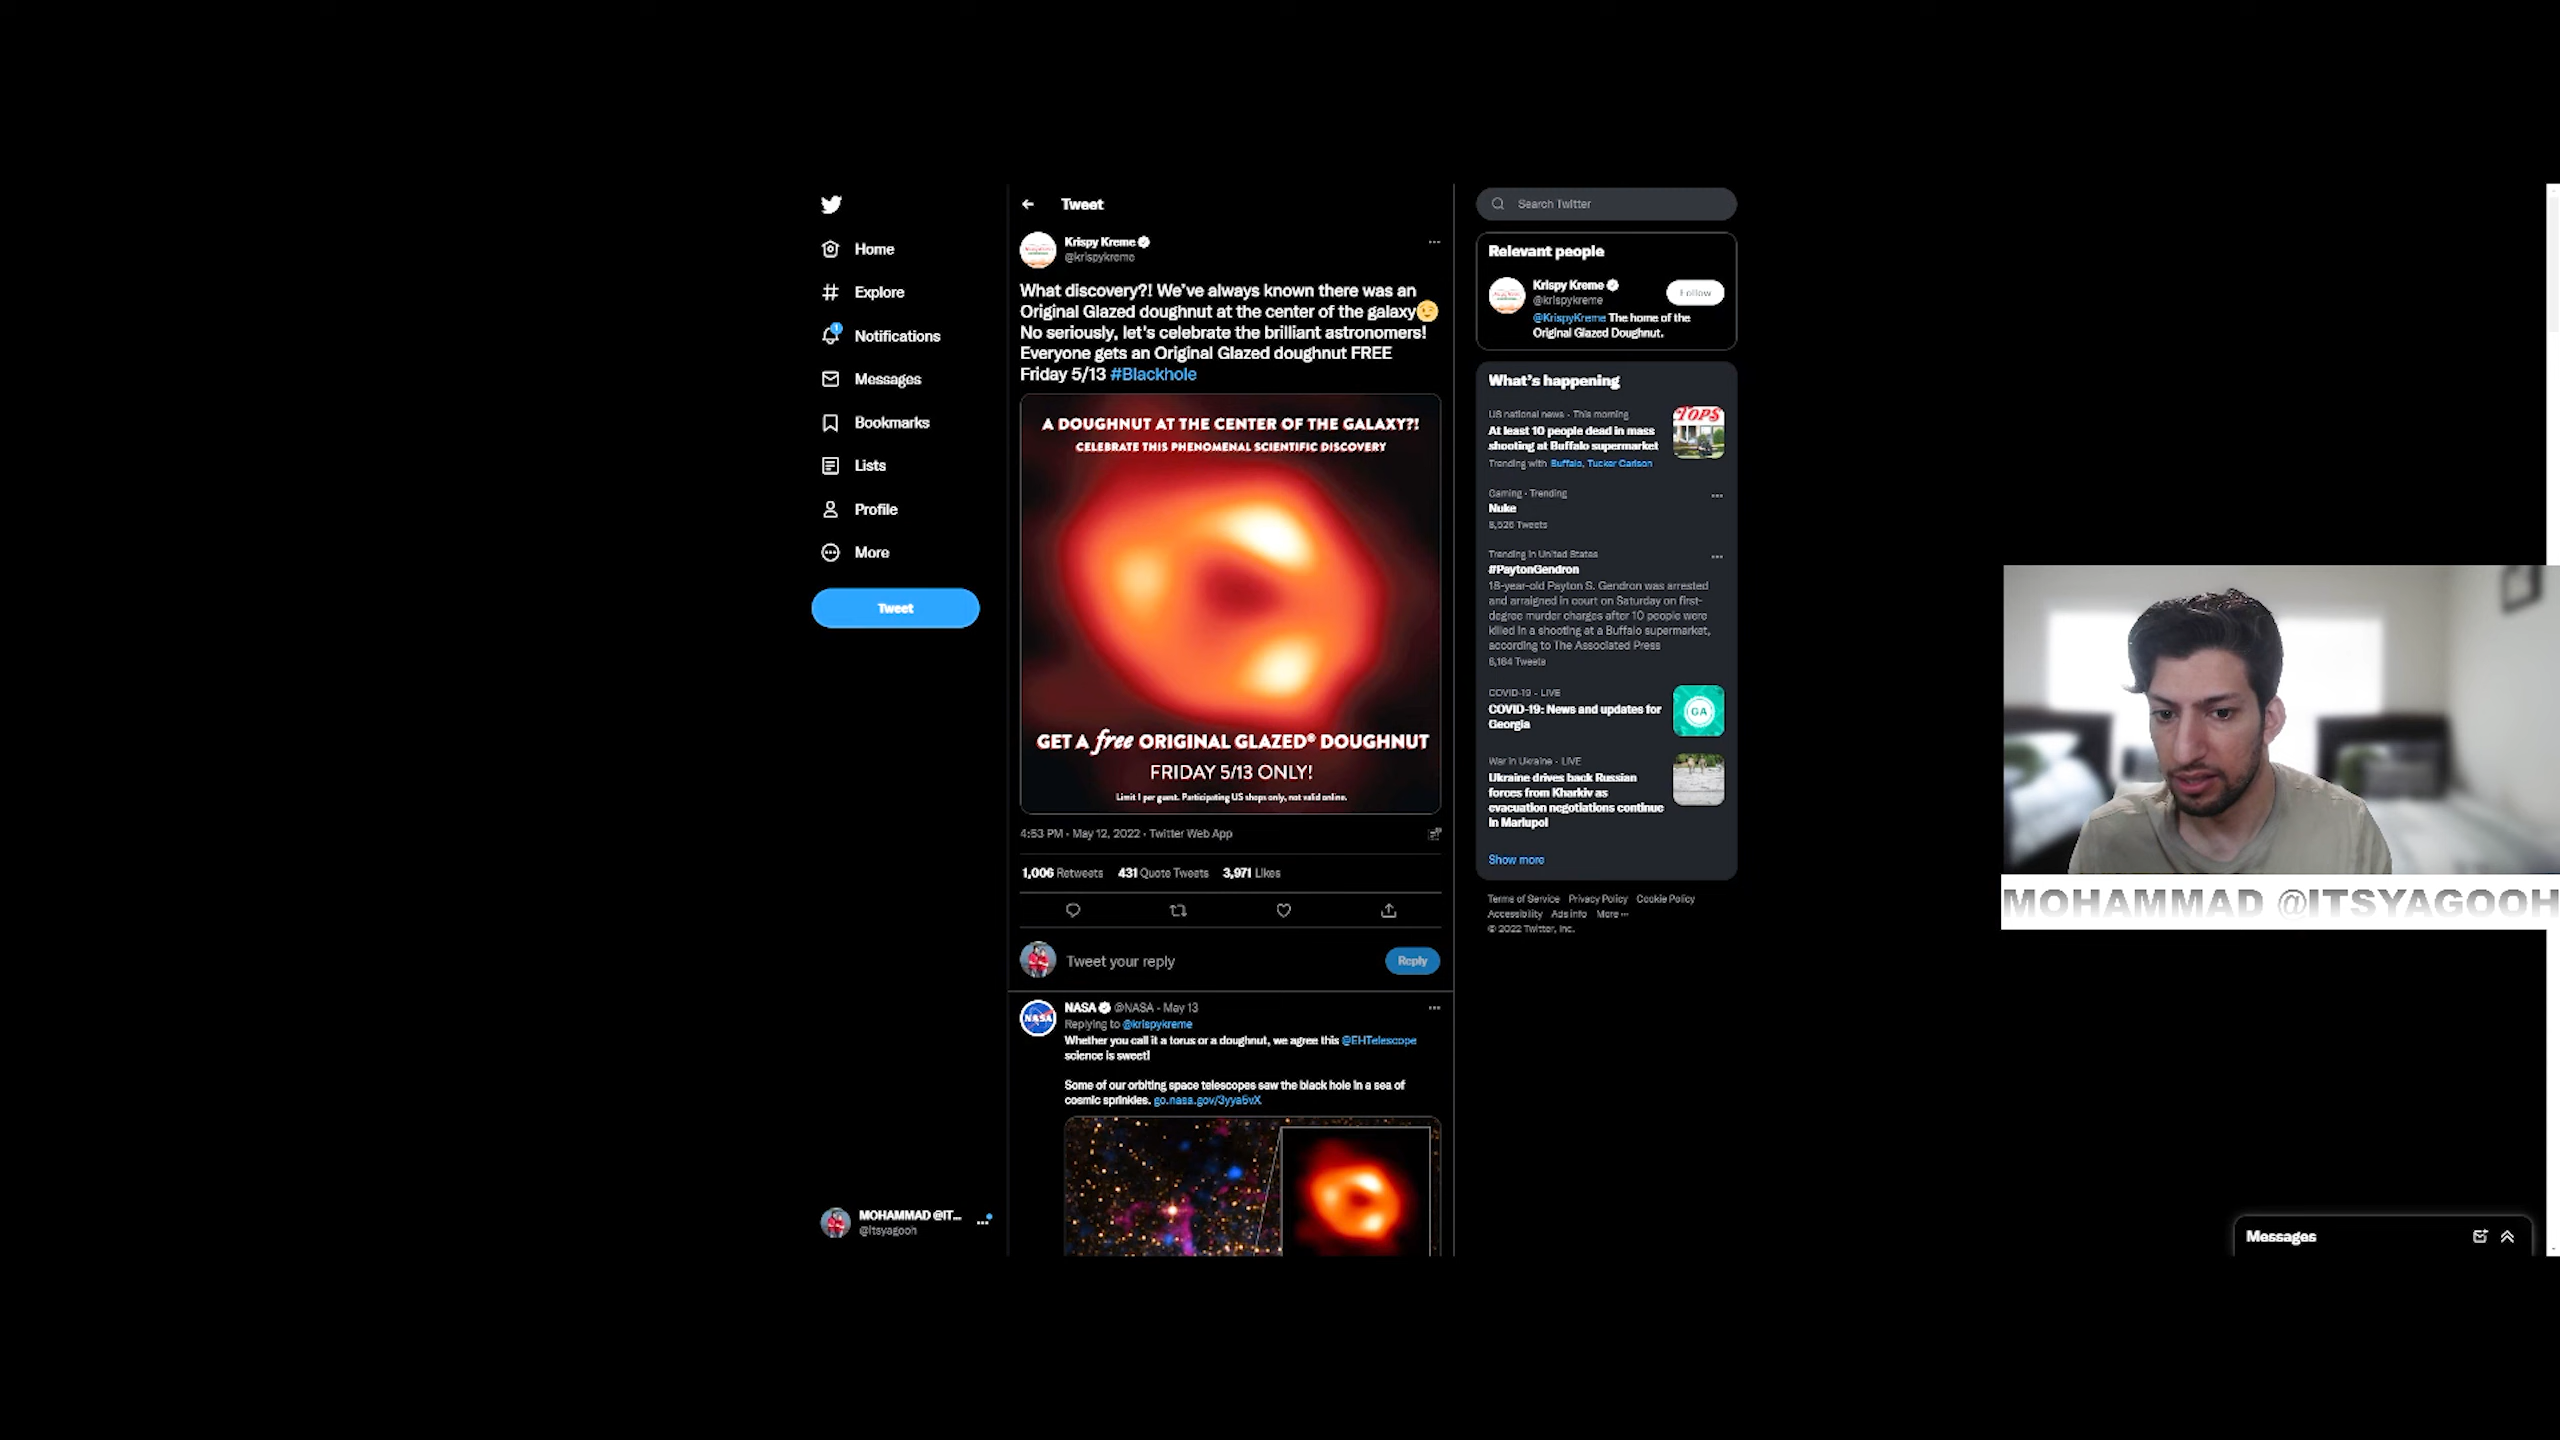 Home
Explore
1
Notifications
Messages
Bookmarks
Lists
Profile
More
Tweet
MOHAMMAD @IT...
@itsyagooh
Tweet
Krispy Kreme
@krispykreme
What discovery?! We've always known there was an
Original Glazed doughnut at the center of the galaxy😉
No seriously, let's celebrate the brilliant astronomers!
Everyone gets an Original Glazed doughnut FREE
Friday 5/13 #Blackhole
A DOUGHNUT AT THE CENTER OF THE GALAXY?!
CELEBRATE THIS PHENOMENAL SCIENTIFIC DISCOVERY
GET A free ORIGINAL GLAZED® DOUGHNUT
FRIDAY 5/13 ONLY!
Limit 1 per guest. Participating US shops only, not valid online.
4:53 PM · May 12, 2022 · Twitter Web App
1,006 Retweets 431 Quote Tweets 3,971 Likes
Tweet your reply
Reply
NASA @NASA · May 13
Replying to @krispykreme
Whether you call it a torus or a doughnut, we agree this @EHTelescope
science is sweet!
Some of our orbiting space telescopes saw the black hole in a sea of
cosmic sprinkles. go.nasa.gov/3yya5vX
Search Twitter
Relevant people
Krispy Kreme
@krispykreme
Follow
@KrispyKreme The home of the
Original Glazed Doughnut.
What's happening
US national news · This morning
At least 10 people dead in mass
shooting at Buffalo supermarket
Trending with Buffalo, Tucker Carlson
TOPS
Gaming · Trending
Nuke
8,526 Tweets
Trending in United States
#PaytonGendron
18-year-old Payton S. Gendron was arrested
and arraigned in court on Saturday on first-
degree murder charges after 10 people were
killed in a shooting at a Buffalo supermarket,
according to The Associated Press
8,184 Tweets
COVID-19 · LIVE
COVID-19: News and updates for
Georgia
GA
War in Ukraine · LIVE
Ukraine drives back Russian
forces from Kharkiv as
evacuation negotiations continue
in Mariupol
Show more
Terms of Service Privacy Policy Cookie Policy
Accessibility Ads info More ···
© 2022 Twitter, Inc.
MOHAMMAD @ITSYAGOOH
Messages